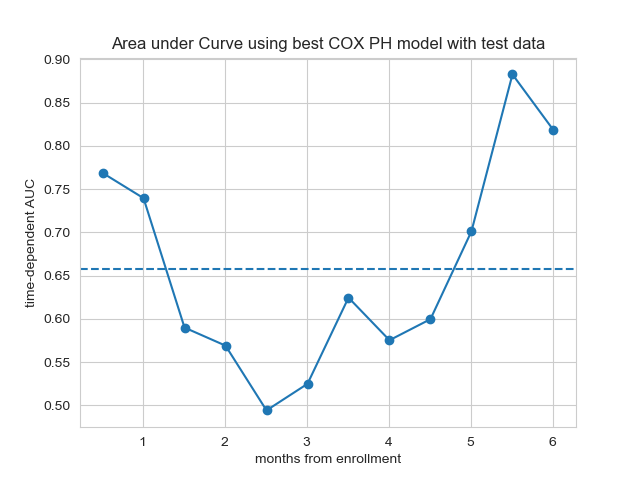 Area under Curve using best COX PH model with test data
0.90
0.85
0.80
0.75
0.70
0.65
0.60
0.55
0.50
time-dependent AUC
1 2 3 4 5 6
months from enrollment